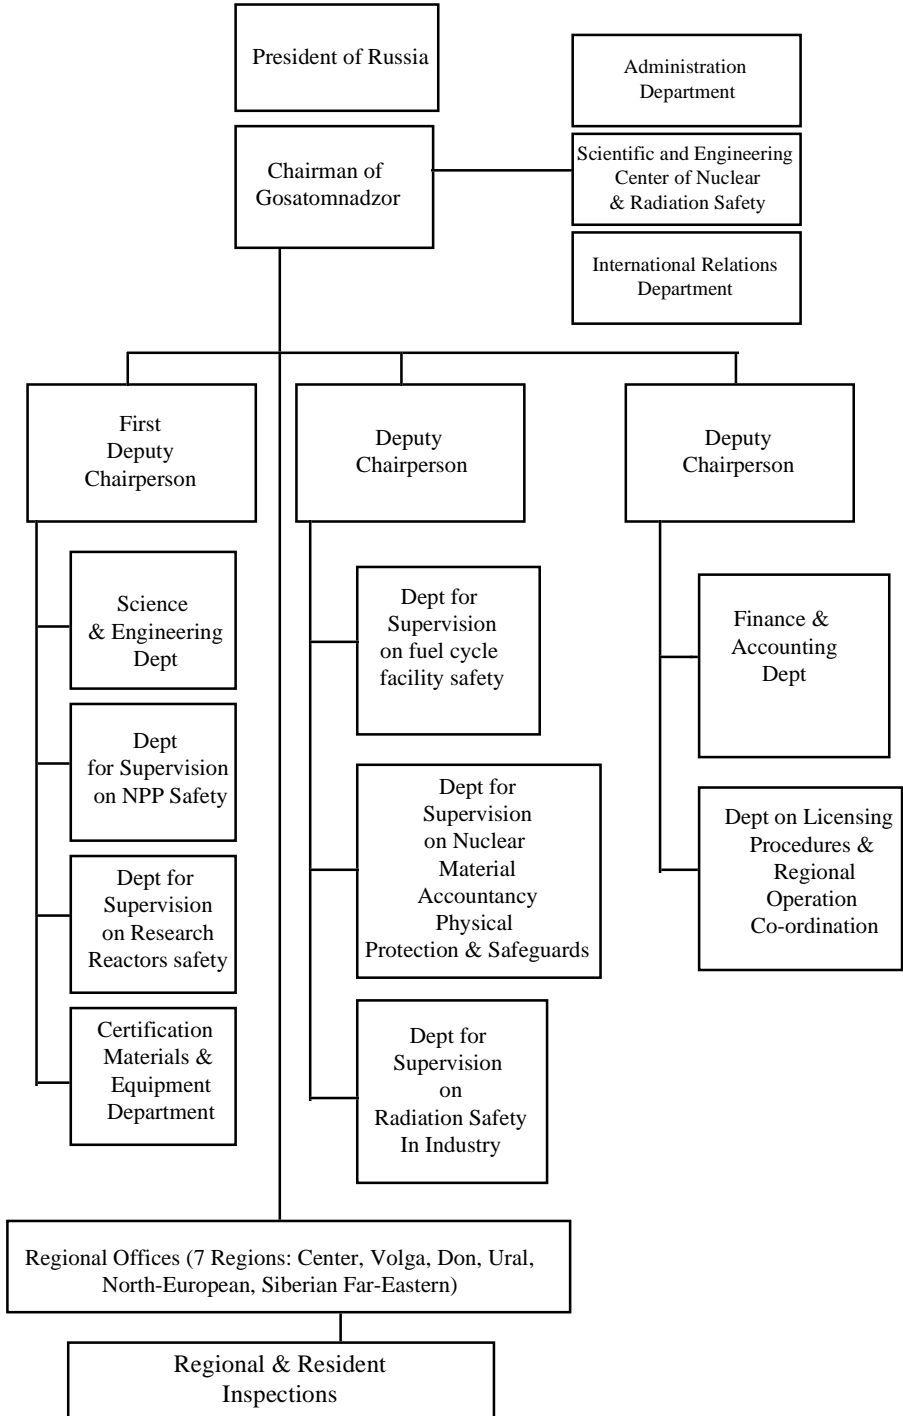 President of Russia
Administration
Department
Chairman of
Gosatomnadzor
Scientific and Engineering
Center of Nuclear
& Radiation Safety
International Relations
Department
First
Deputy
Chairperson
Deputy
Chairperson
Deputy
Chairperson
Science
& Engineering
Dept
Dept
for Supervision
on NPP Safety
Dept for
Supervision
on Research
Reactors safety
Certification
Materials &
Equipment
Department
Dept for
Supervision
on fuel cycle
facility safety
Dept for
Supervision
on Nuclear
Material
Accountancy
Physical
Protection & Safeguards
Dept for
Supervision
on
Radiation Safety
In Industry
Finance &
Accounting
Dept
Dept on Licensing
Procedures &
Regional
Operation
Co-ordination
Regional Offices (7 Regions: Center, Volga, Don, Ural,
North-European, Siberian Far-Eastern)
Regional & Resident
Inspections